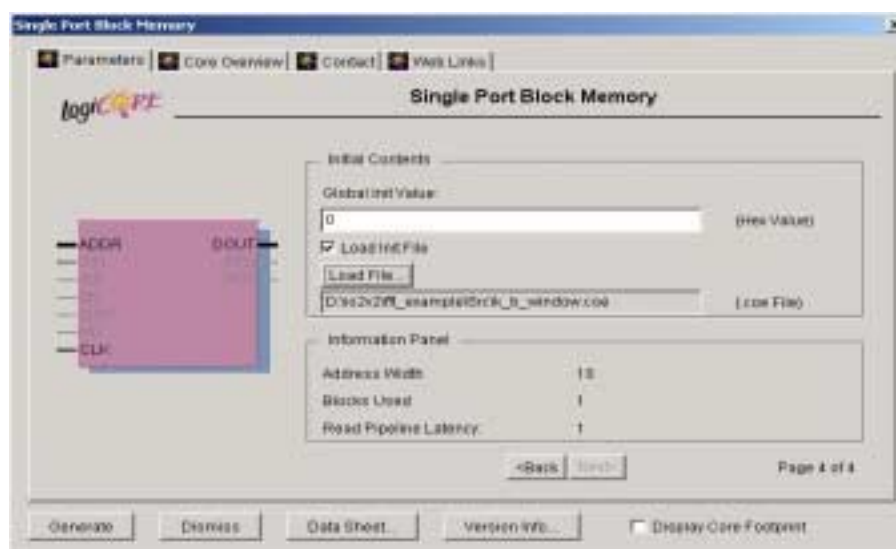 Single Port Block Memory
Parameters Core Overview Contact Web Links
logiCORE Single Port Block Memory
Initial Contents
Global Init Value:
0 (Hex Value)
Load Init File
Load File...
(.coe File)
ADDR DOUT
CLK
Information Panel
Address Width
Blocks Used 1
Read Pipeline Latency: 1
<Back Next> Page 4 of 4
Generate Dismiss Data Sheet... Version Info... Display Core Footprint